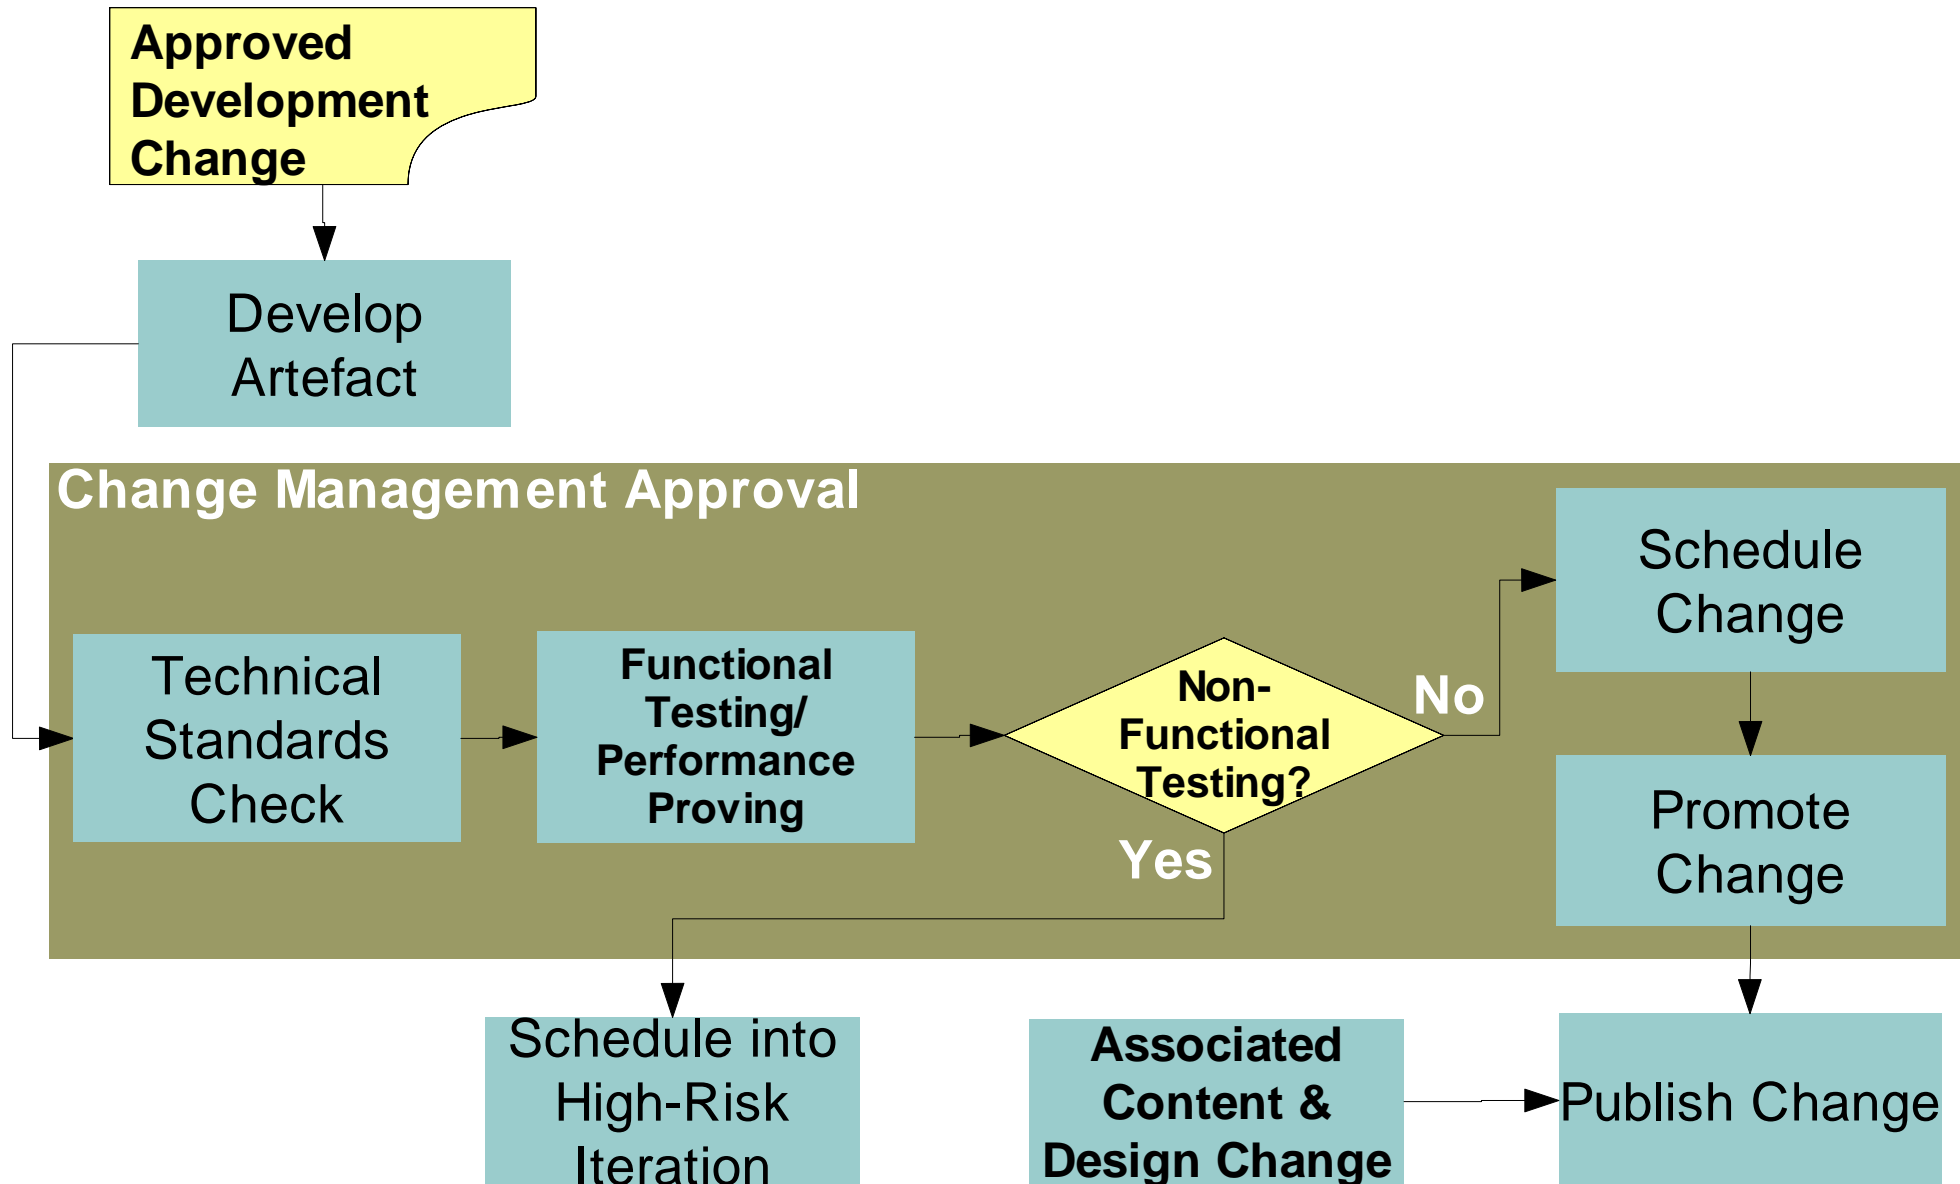 Approved
Development
Change
Develop
Artefact
Change Management Approval
Technical
Standards
Check
Functional
Testing/
Performance
Proving
Non-
Functional
Testing?
No
Yes
Schedule
Change
Promote
Change
Schedule into
High-Risk
Iteration
Associated
Content &
Design Change
Publish Change